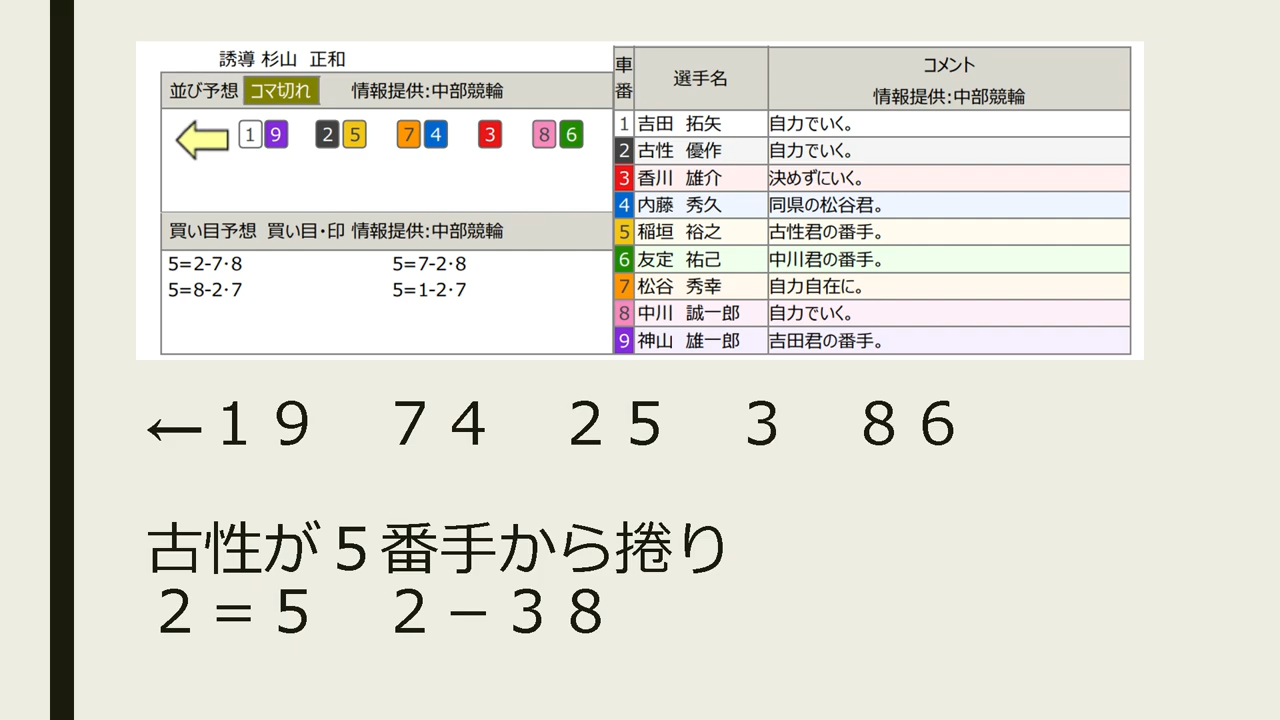 誘導 杉山 正和
並び予想 コマ切れ 情報提供:中部競輪
1 9 2 5 7 4 3 8 6
買い目予想 買い目・印 情報提供:中部競輪
5=2-7・8 5=7-2・8
5=8-2・7 5=1-2・7
車番 選手名 コメント
情報提供:中部競輪
1 吉田 拓矢 自力でいく。
2 古性 優作 自力でいく。
3 香川 雄介 決めずにいく。
4 内藤 秀久 同県の松谷君。
5 稲垣 裕之 古性君の番手。
6 友定 祐己 中川君の番手。
7 松谷 秀幸 自力自在に。
8 中川 誠一郎 自力でいく。
9 神山 雄一郎 吉田君の番手。
←１９ ７４ ２５ ３ ８６
古性が５番手から捲り
２＝５ ２－３８